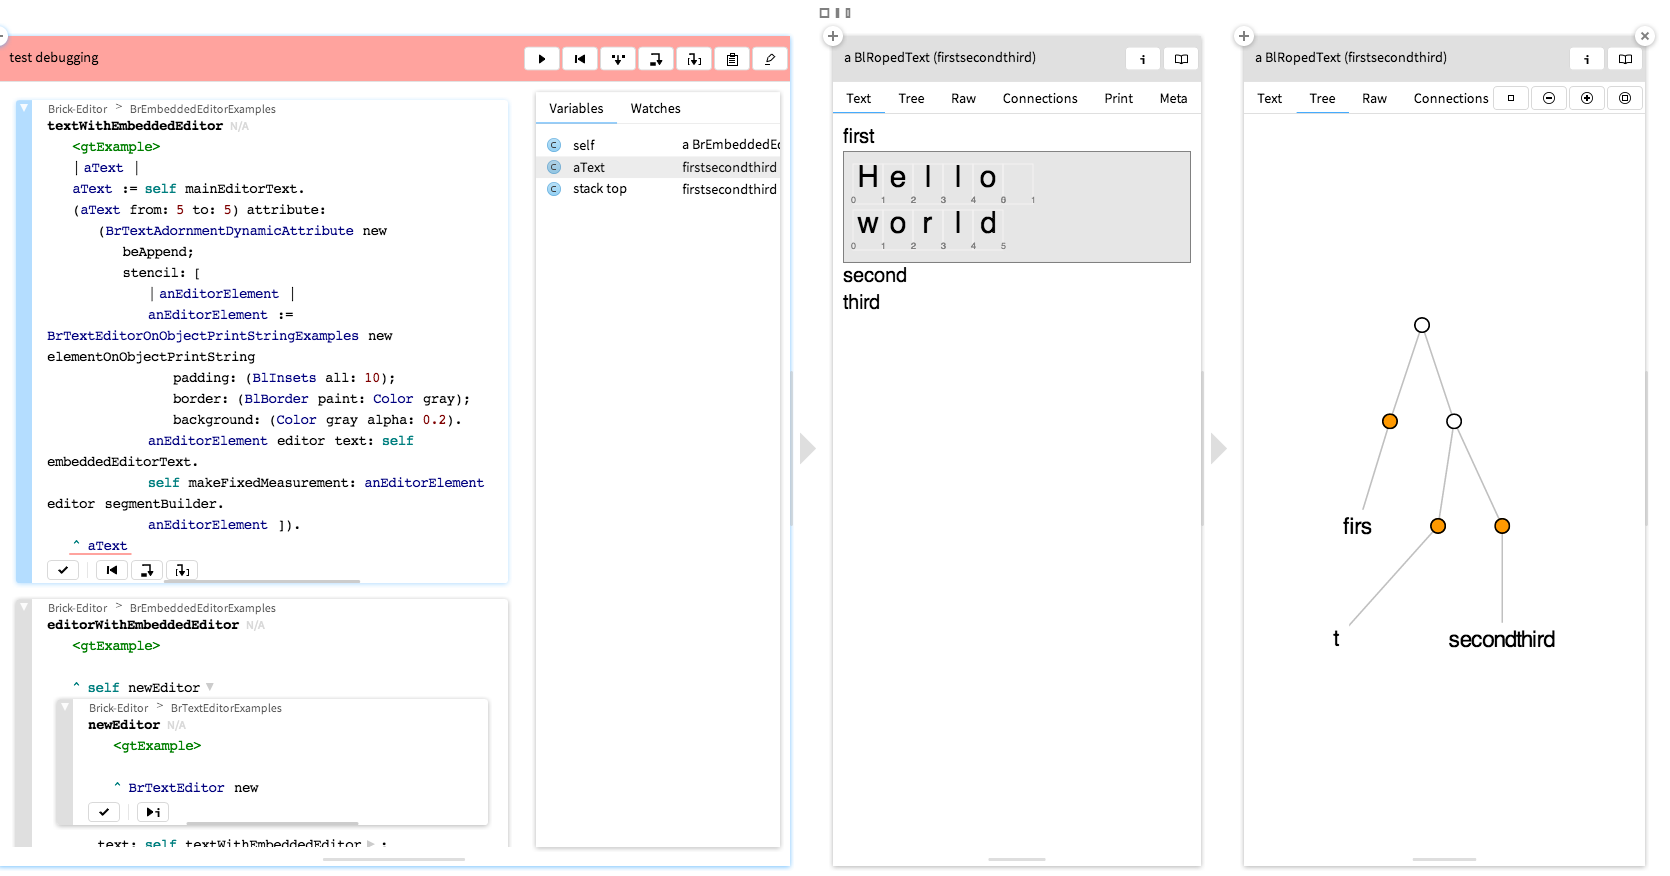 test debugging
Brick-Editor > BrEmbeddedEditorExamples
textWithEmbeddedEditor N/A
<gtExample>
| aText |
aText := self mainEditorText.
(aText from: 5 to: 5) attribute:
(BrTextAdornmentDynamicAttribute new
beAppend;
stencil: [
| anEditorElement |
anEditorElement :=
BrTextEditorOnObjectPrintStringExamples new
elementOnObjectPrintString
padding: (BlInsets all: 10);
border: (BlBorder paint: Color gray);
background: (Color gray alpha: 0.2).
anEditorElement editor text: self
embeddedEditorText.
self makeFixedMeasurement: anEditorElement
editor segmentBuilder.
anEditorElement ]).
^ aText
Brick-Editor > BrEmbeddedEditorExamples
editorWithEmbeddedEditor N/A
<gtExample>
^ self newEditor
Brick-Editor > BrTextEditorExamples
newEditor N/A
<gtExample>
^ BrTextEditor new
i
text: self textWithEmbeddedEditor ;
Variables Watches
self a BrEmbeddedEd
aText firstsecondthird
stack top firstsecondthird
a BlRopedText (firstsecondthird)
i
Text Tree Raw Connections Print Meta
first
Hello
0 1 2 3 4 0 1
world
0 1 2 3 4 5
second
third
a BlRopedText (firstsecondthird)
i
Text Tree Raw Connections
firs
t
secondthird